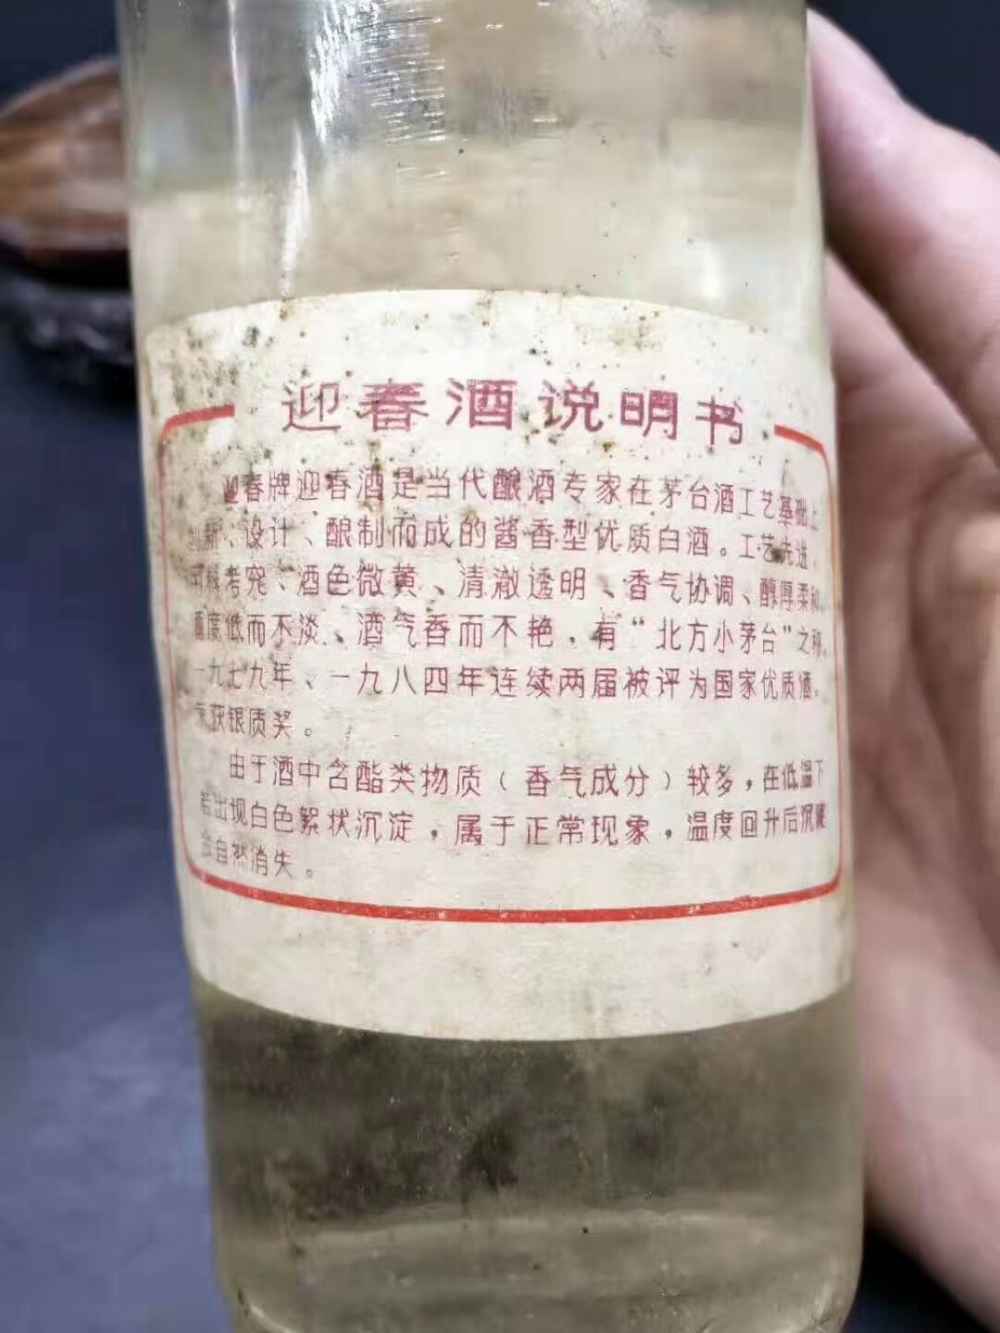 迎春酒说明书
迎春牌迎春酒是当代酿酒专家在茅台酒工艺基础上
创新、设计、酿制而成的酱香型优质白酒。工艺先进、
考究、酒色微黄、清澈透明、香气协调、醇厚柔和、
度低而不淡、酒气香而不艳，有“北方小茅台”之称。
一九七九年、一九八四年连续两届被评为国家优质酒。
荣获银质奖。
由于酒中含酯类物质（香气成分）较多，在低温下
若出现白色絮状沉淀，属于正常现象，温度回升后沉淀
自然消失。